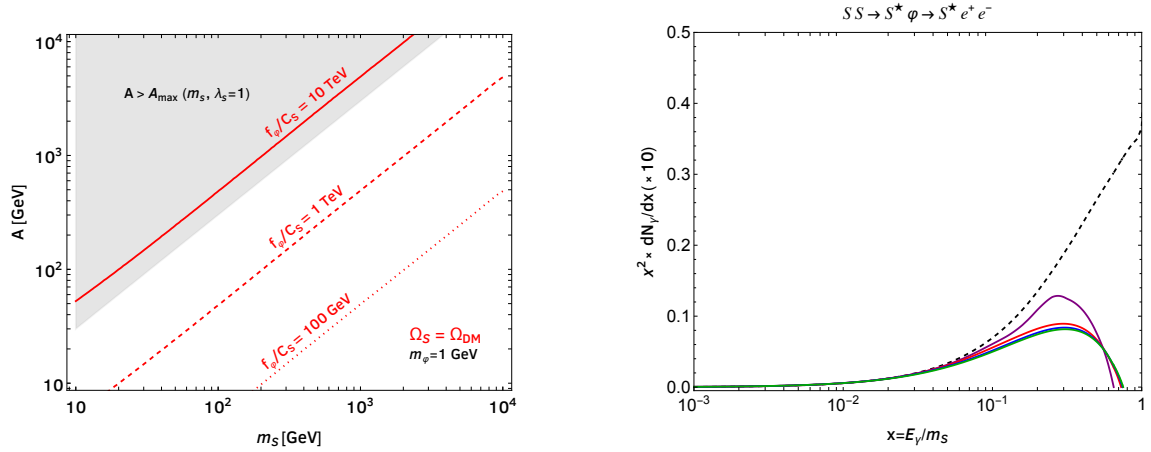 10⁴
10³
10²
10
10
10²
10³
10⁴
A [GeV]
m_S [GeV]
A > A_max (m_s, λ_s=1)
f_φ/C_S = 10 TeV
f_φ/C_S = 1 TeV
f_φ/C_S = 100 GeV
Ω_S = Ω_DM
m_φ=1 GeV
S S → S^★ φ → S^★ e⁺ e⁻
0.5
0.4
0.3
0.2
0.1
0.0
10⁻³
10⁻²
10⁻¹
1
x² × dN_γ/dx (×10)
x=E_γ/m_S